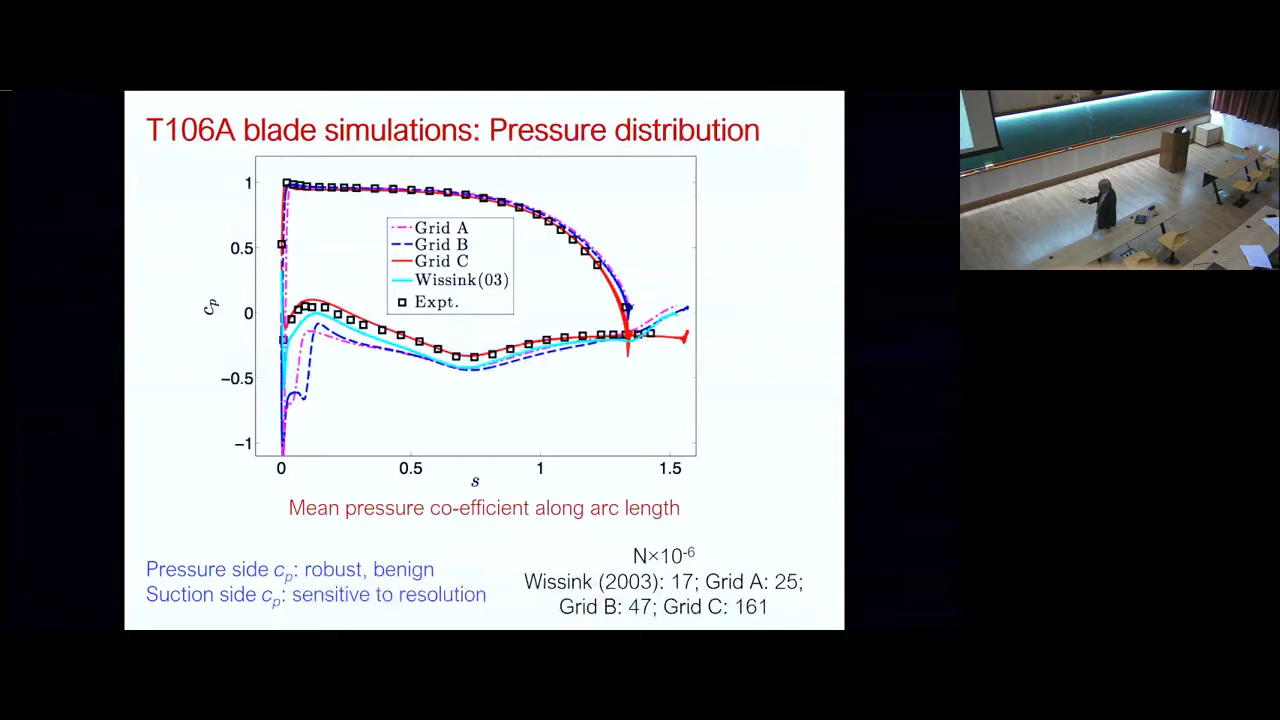 T106A blade simulations: Pressure distribution
1
0.5
0
−0.5
−1
c_p
Grid A
Grid B
Grid C
Wissink(03)
Expt.
0
0.5
1
1.5
s
Mean pressure co-efficient along arc length
Pressure side c_p: robust, benign
Suction side c_p: sensitive to resolution
N×10⁻⁶
Wissink (2003): 17; Grid A: 25;
Grid B: 47; Grid C: 161